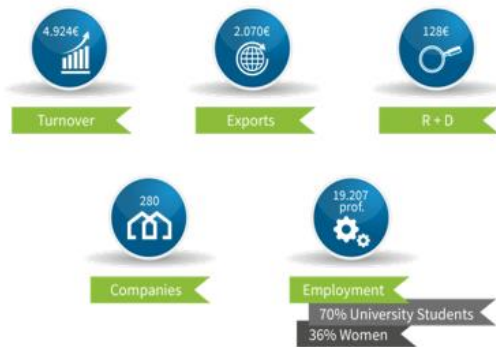 4.924€
Turnover
2.070€
Exports
128€
R + D
280
Companies
19.207
prof.
Employment
70% University Students
36% Women